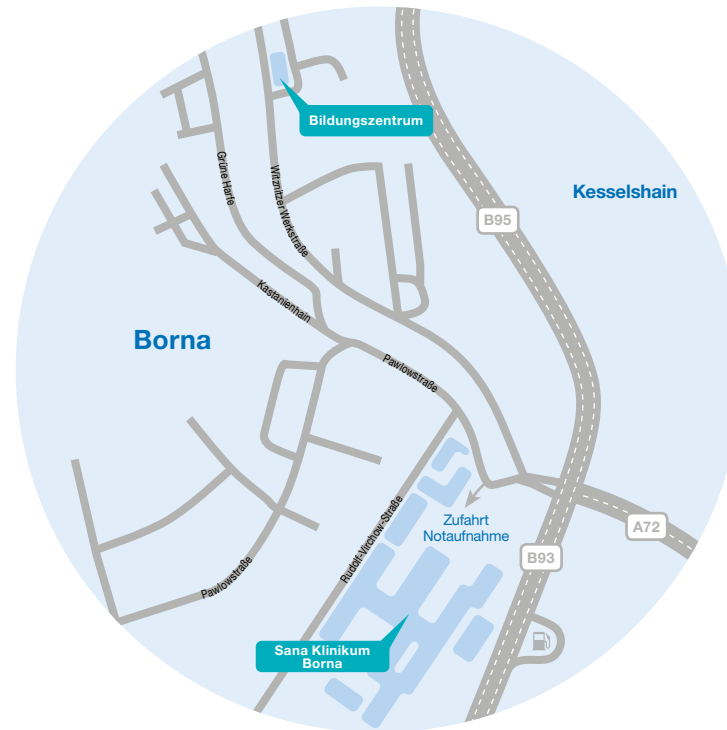 Bildungszentrum
Grüne Harfe
Witznitzer Werkstraße
Kesselshain
B95
Kastanienhain
Borna
Pawlowstraße
Rudolf-Virchow-Straße
Zufahrt
Notaufnahme
A72
B93
Pawlowstraße
Sana Klinikum
Borna